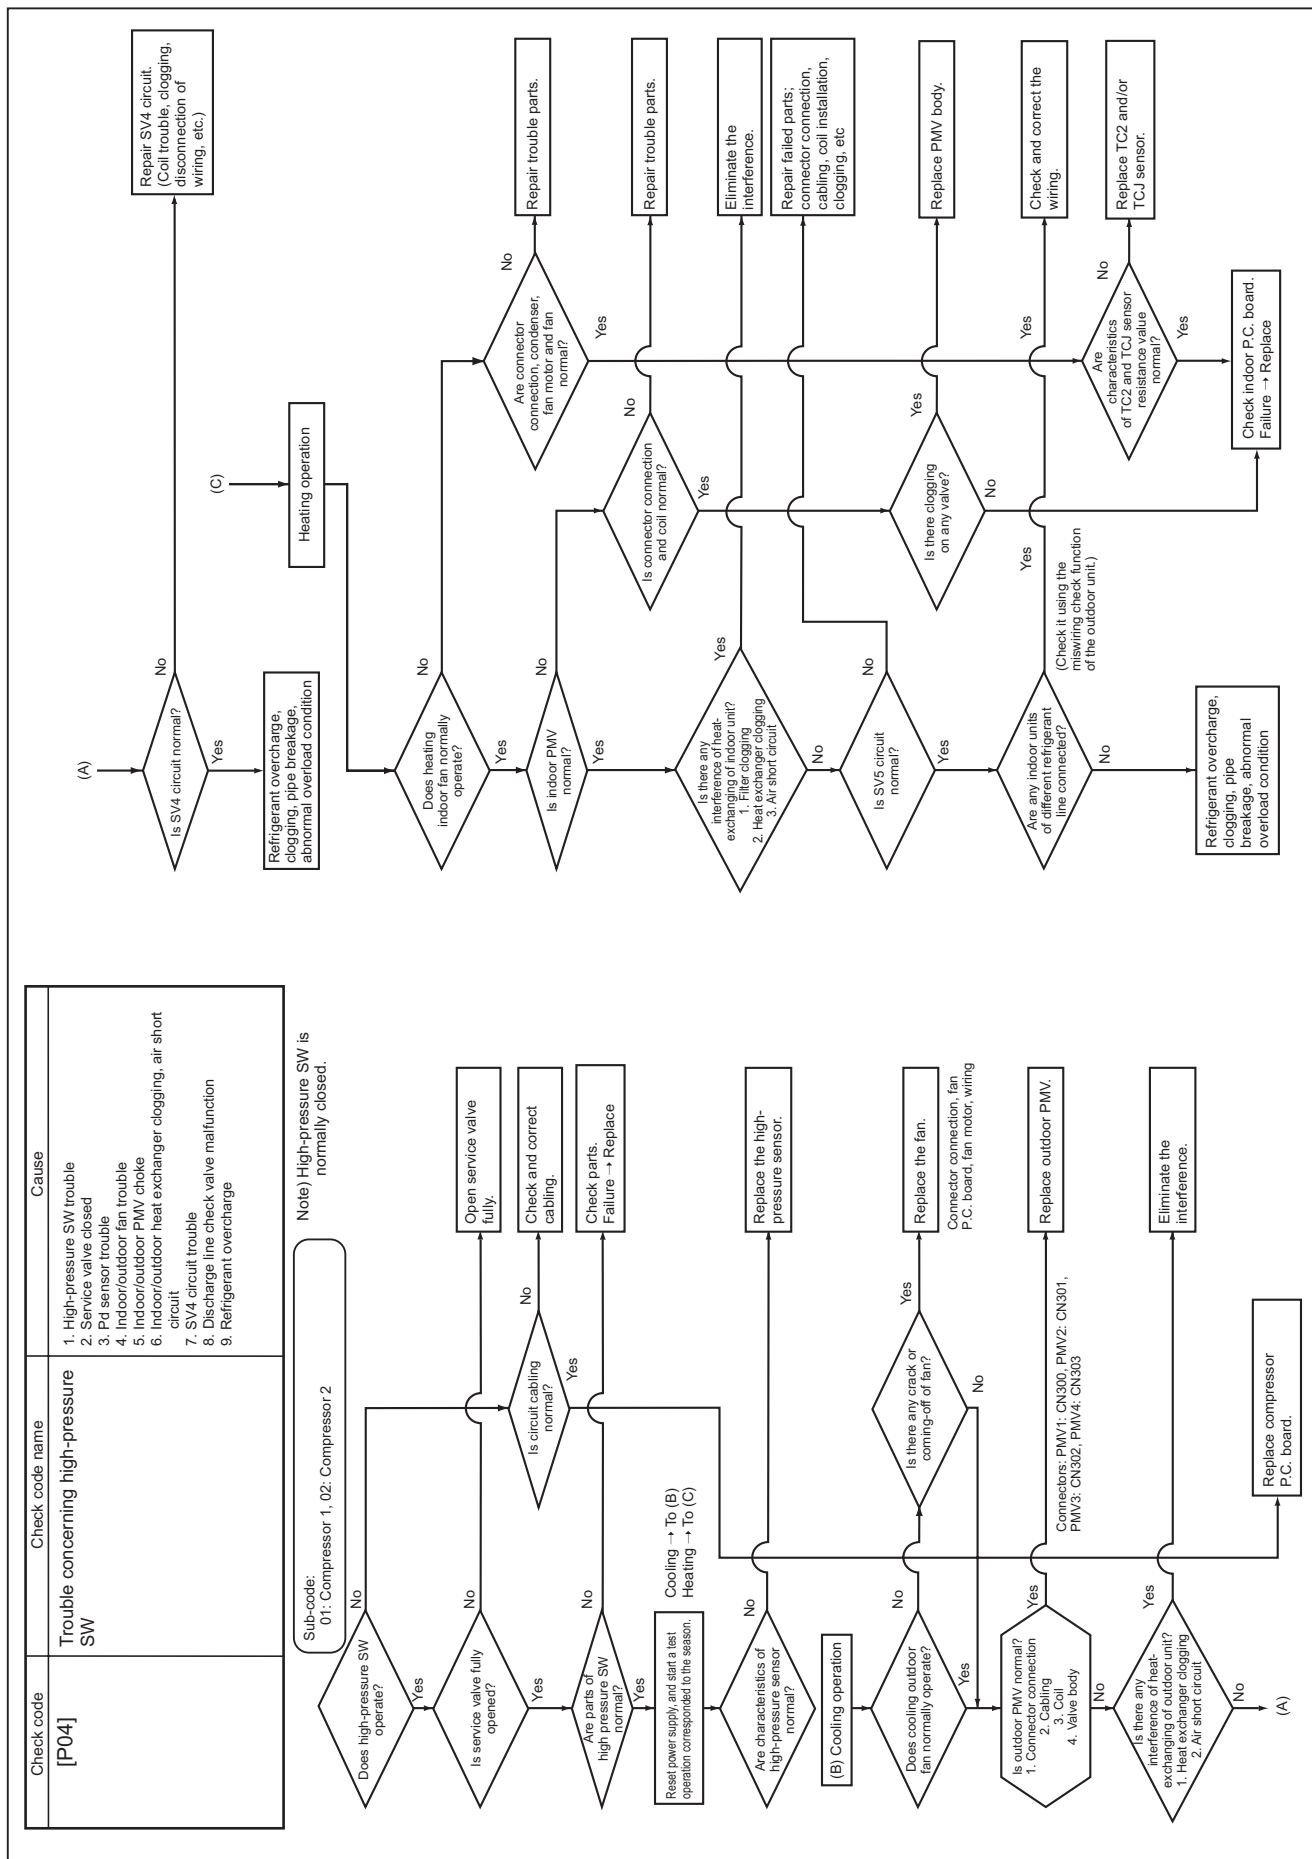 Check code
Check code name
Cause
[P04]
Trouble concerning high-pressure
SW
1. High-pressure SW trouble
2. Service valve closed
3. Pd sensor trouble
4. Indoor/outdoor fan trouble
5. Indoor/outdoor PMV choke
6. Indoor/outdoor heat exchanger clogging, air short
circuit
7. SV4 circuit trouble
8. Discharge line check valve malfunction
9. Refrigerant overcharge
Sub-code:
01: Compressor 1, 02: Compressor 2
Note) High-pressure SW is
normally closed.
Does high-pressure SW
operate?
No
Yes
Is service valve fully
opened?
No
Open service valve
fully.
Is circuit cabling
normal?
No
Check and correct
cabling.
Yes
Yes
Are parts of
high pressure SW
normal?
No
Check parts.
Failure → Replace
Yes
Reset power supply, and start a test
operation corresponded to the season.
Cooling → To (B)
Heating → To (C)
Are characteristics of
high-pressure sensor
normal?
No
Replace the high-
pressure sensor.
(B) Cooling operation
Does cooling outdoor
fan normally operate?
No
Is there any crack or
coming-off of fan?
Yes
Replace the fan.
Connector connection, fan
P.C. board, fan motor, wiring
No
Yes
Is outdoor PMV normal?
1. Connector connection
2. Cabling
3. Coil
4. Valve body
Yes
Replace outdoor PMV.
Connectors: PMV1: CN300, PMV2: CN301,
PMV3: CN302, PMV4: CN303
No
Is there any
interference of heat-
exchanging of outdoor unit?
1. Heat exchanger clogging
2. Air short circuit
Yes
Eliminate the
interference.
No
(A)
Replace compressor
P.C. board.
(A)
Is SV4 circuit normal?
No
Repair SV4 circuit.
(Coil trouble, clogging,
disconnection of
wiring, etc.)
Yes
Refrigerant overcharge,
clogging, pipe breakage,
abnormal overload condition
(C)
Heating operation
Does heating
indoor fan normally
operate?
No
Are connector
connection, condenser,
fan motor and fan
normal?
No
Repair trouble parts.
Yes
Yes
Is indoor PMV
normal?
No
Is connector connection
and coil normal?
No
Repair trouble parts.
Yes
Yes
Is there any
interference of heat-
exchanging of indoor unit?
1. Filter clogging
2. Heat exchanger clogging
3. Air short circuit
Yes
Eliminate the
interference.
No
Is SV5 circuit
normal?
No
Repair failed parts;
connector connection,
cabling, coil installation,
clogging, etc
Yes
Is there clogging
on any valve?
Yes
Replace PMV body.
No
Are any indoor units
of different refrigerant
line connected?
Yes
(Check it using the
miswiring check function
of the outdoor unit.)
Check and correct the
wiring.
No
Are
characteristics
of TC2 and TCJ sensor
resistance value
normal?
No
Replace TC2 and/or
TCJ sensor.
Yes
Refrigerant overcharge,
clogging, pipe
breakage, abnormal
overload condition
Check indoor P.C. board.
Failure → Replace